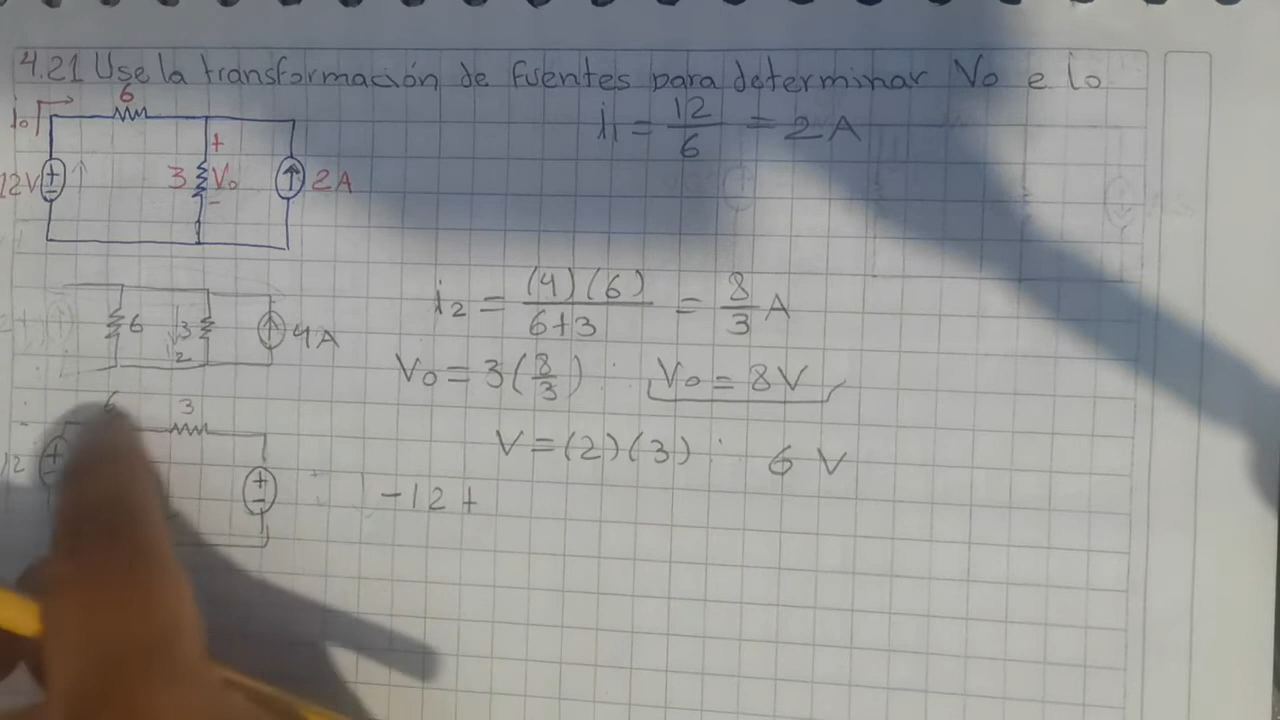 4.21 Use la transformación de fuentes para determinar Vo e Io
6
io
i1 = 12/6 = 2 A
12V + - 3 + Vo - 2A
i2 = (4)(6)/6+3 = 8/3 A
6 3 i2 4A
Vo = 3(8/3) : Vo = 8V
6 3
V = (2)(3) : 6 V
12 + + -
-12 +